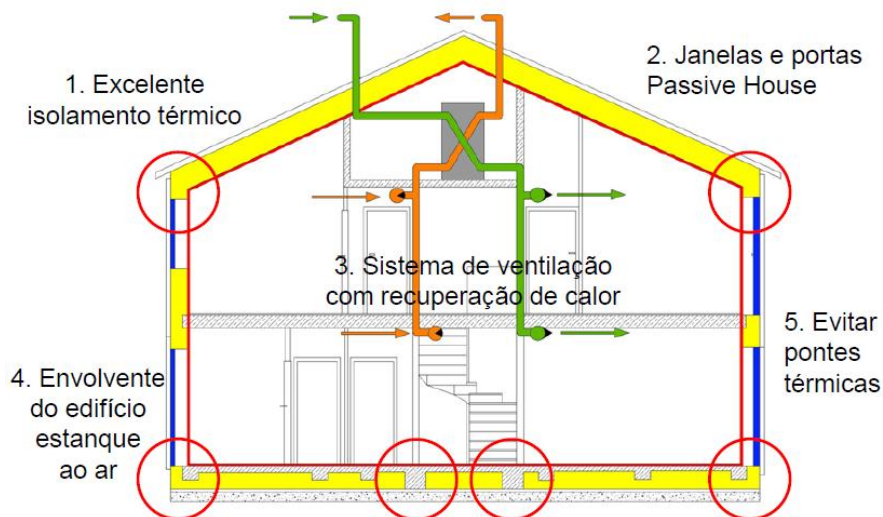 1. Excelente
isolamento térmico
2. Janelas e portas
Passive House
3. Sistema de ventilação
com recuperação de calor
4. Envolvente
do edifício
estanque
ao ar
5. Evitar
pontes
térmicas